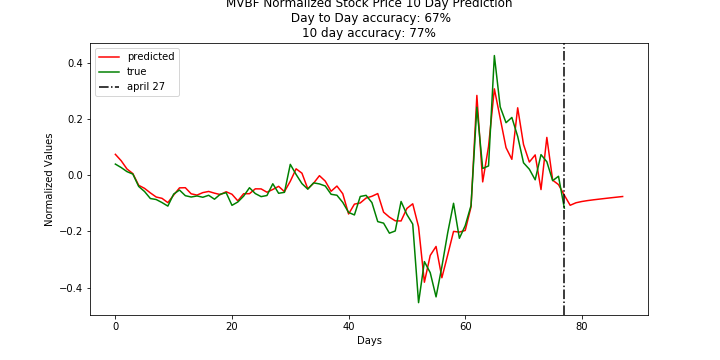 MVBF Normalized Stock Price 10 Day Prediction
Day to Day accuracy: 67%
10 day accuracy: 77%
predicted
true
april 27
Normalized Values
0.4
0.2
0.0
−0.2
−0.4
0 20 40 60 80
Days